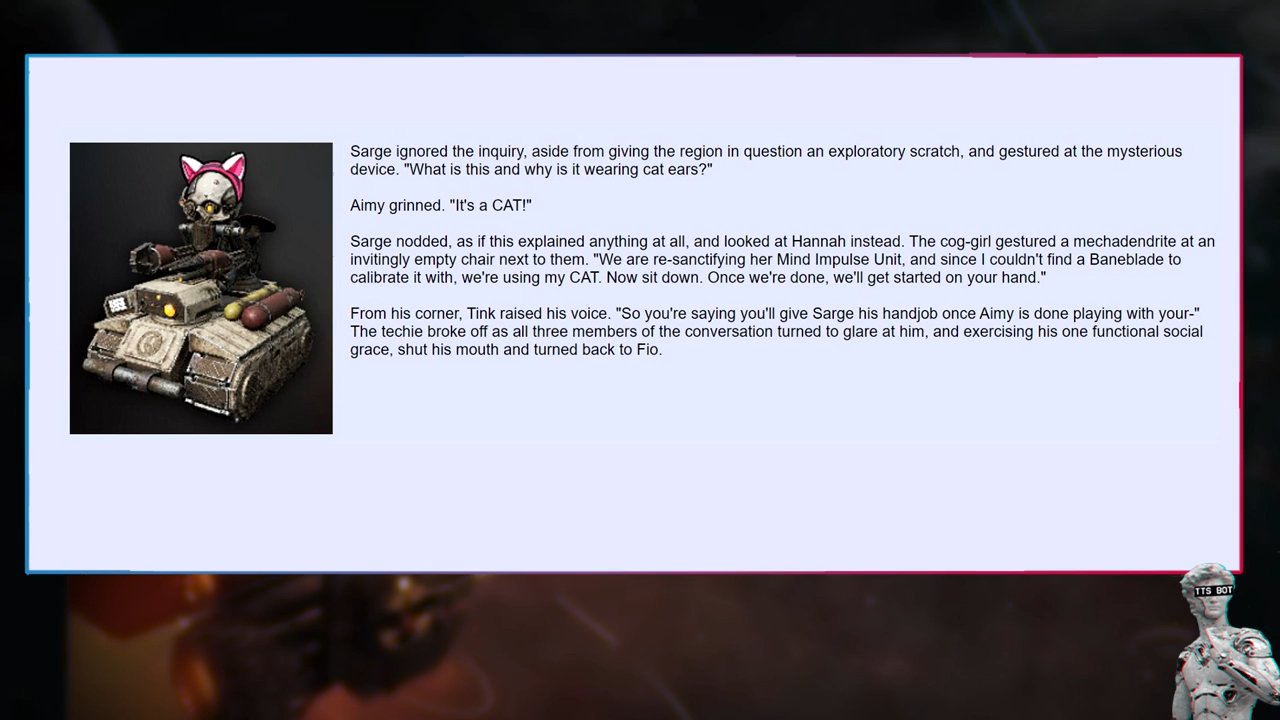 Sarge ignored the inquiry, aside from giving the region in question an exploratory scratch, and gestured at the mysterious
device. "What is this and why is it wearing cat ears?"
Aimy grinned. "It's a CAT!"
Sarge nodded, as if this explained anything at all, and looked at Hannah instead. The cog-girl gestured a mechadendrite at an
invitingly empty chair next to them. "We are re-sanctifying her Mind Impulse Unit, and since I couldn't find a Baneblade to
calibrate it with, we're using my CAT. Now sit down. Once we're done, we'll get started on your hand."
From his corner, Tink raised his voice. "So you're saying you'll give Sarge his handjob once Aimy is done playing with your-"
The techie broke off as all three members of the conversation turned to glare at him, and exercising his one functional social
grace, shut his mouth and turned back to Fio.
TTS BOT